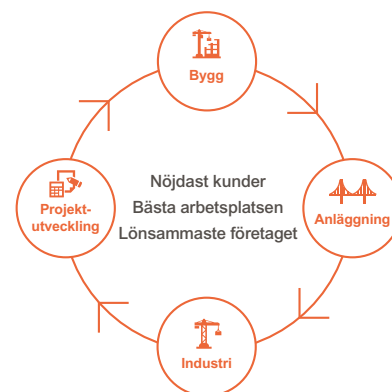 Bygg
Nöjdast kunder
Bästa arbetsplatsen
Lönsammaste företaget
Projekt-
utveckling
Anläggning
Industri